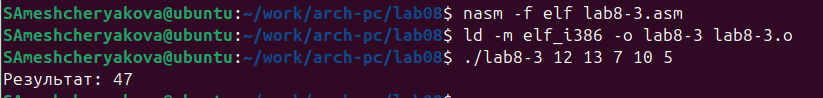 SAmeshcheryakova@ubuntu:~/work/arch-pc/lab08$ nasm -f elf lab8-3.asm
SAmeshcheryakova@ubuntu:~/work/arch-pc/lab08$ ld -m elf_i386 -o lab8-3 lab8-3.o
SAmeshcheryakova@ubuntu:~/work/arch-pc/lab08$ ./lab8-3 12 13 7 10 5
Результат: 47